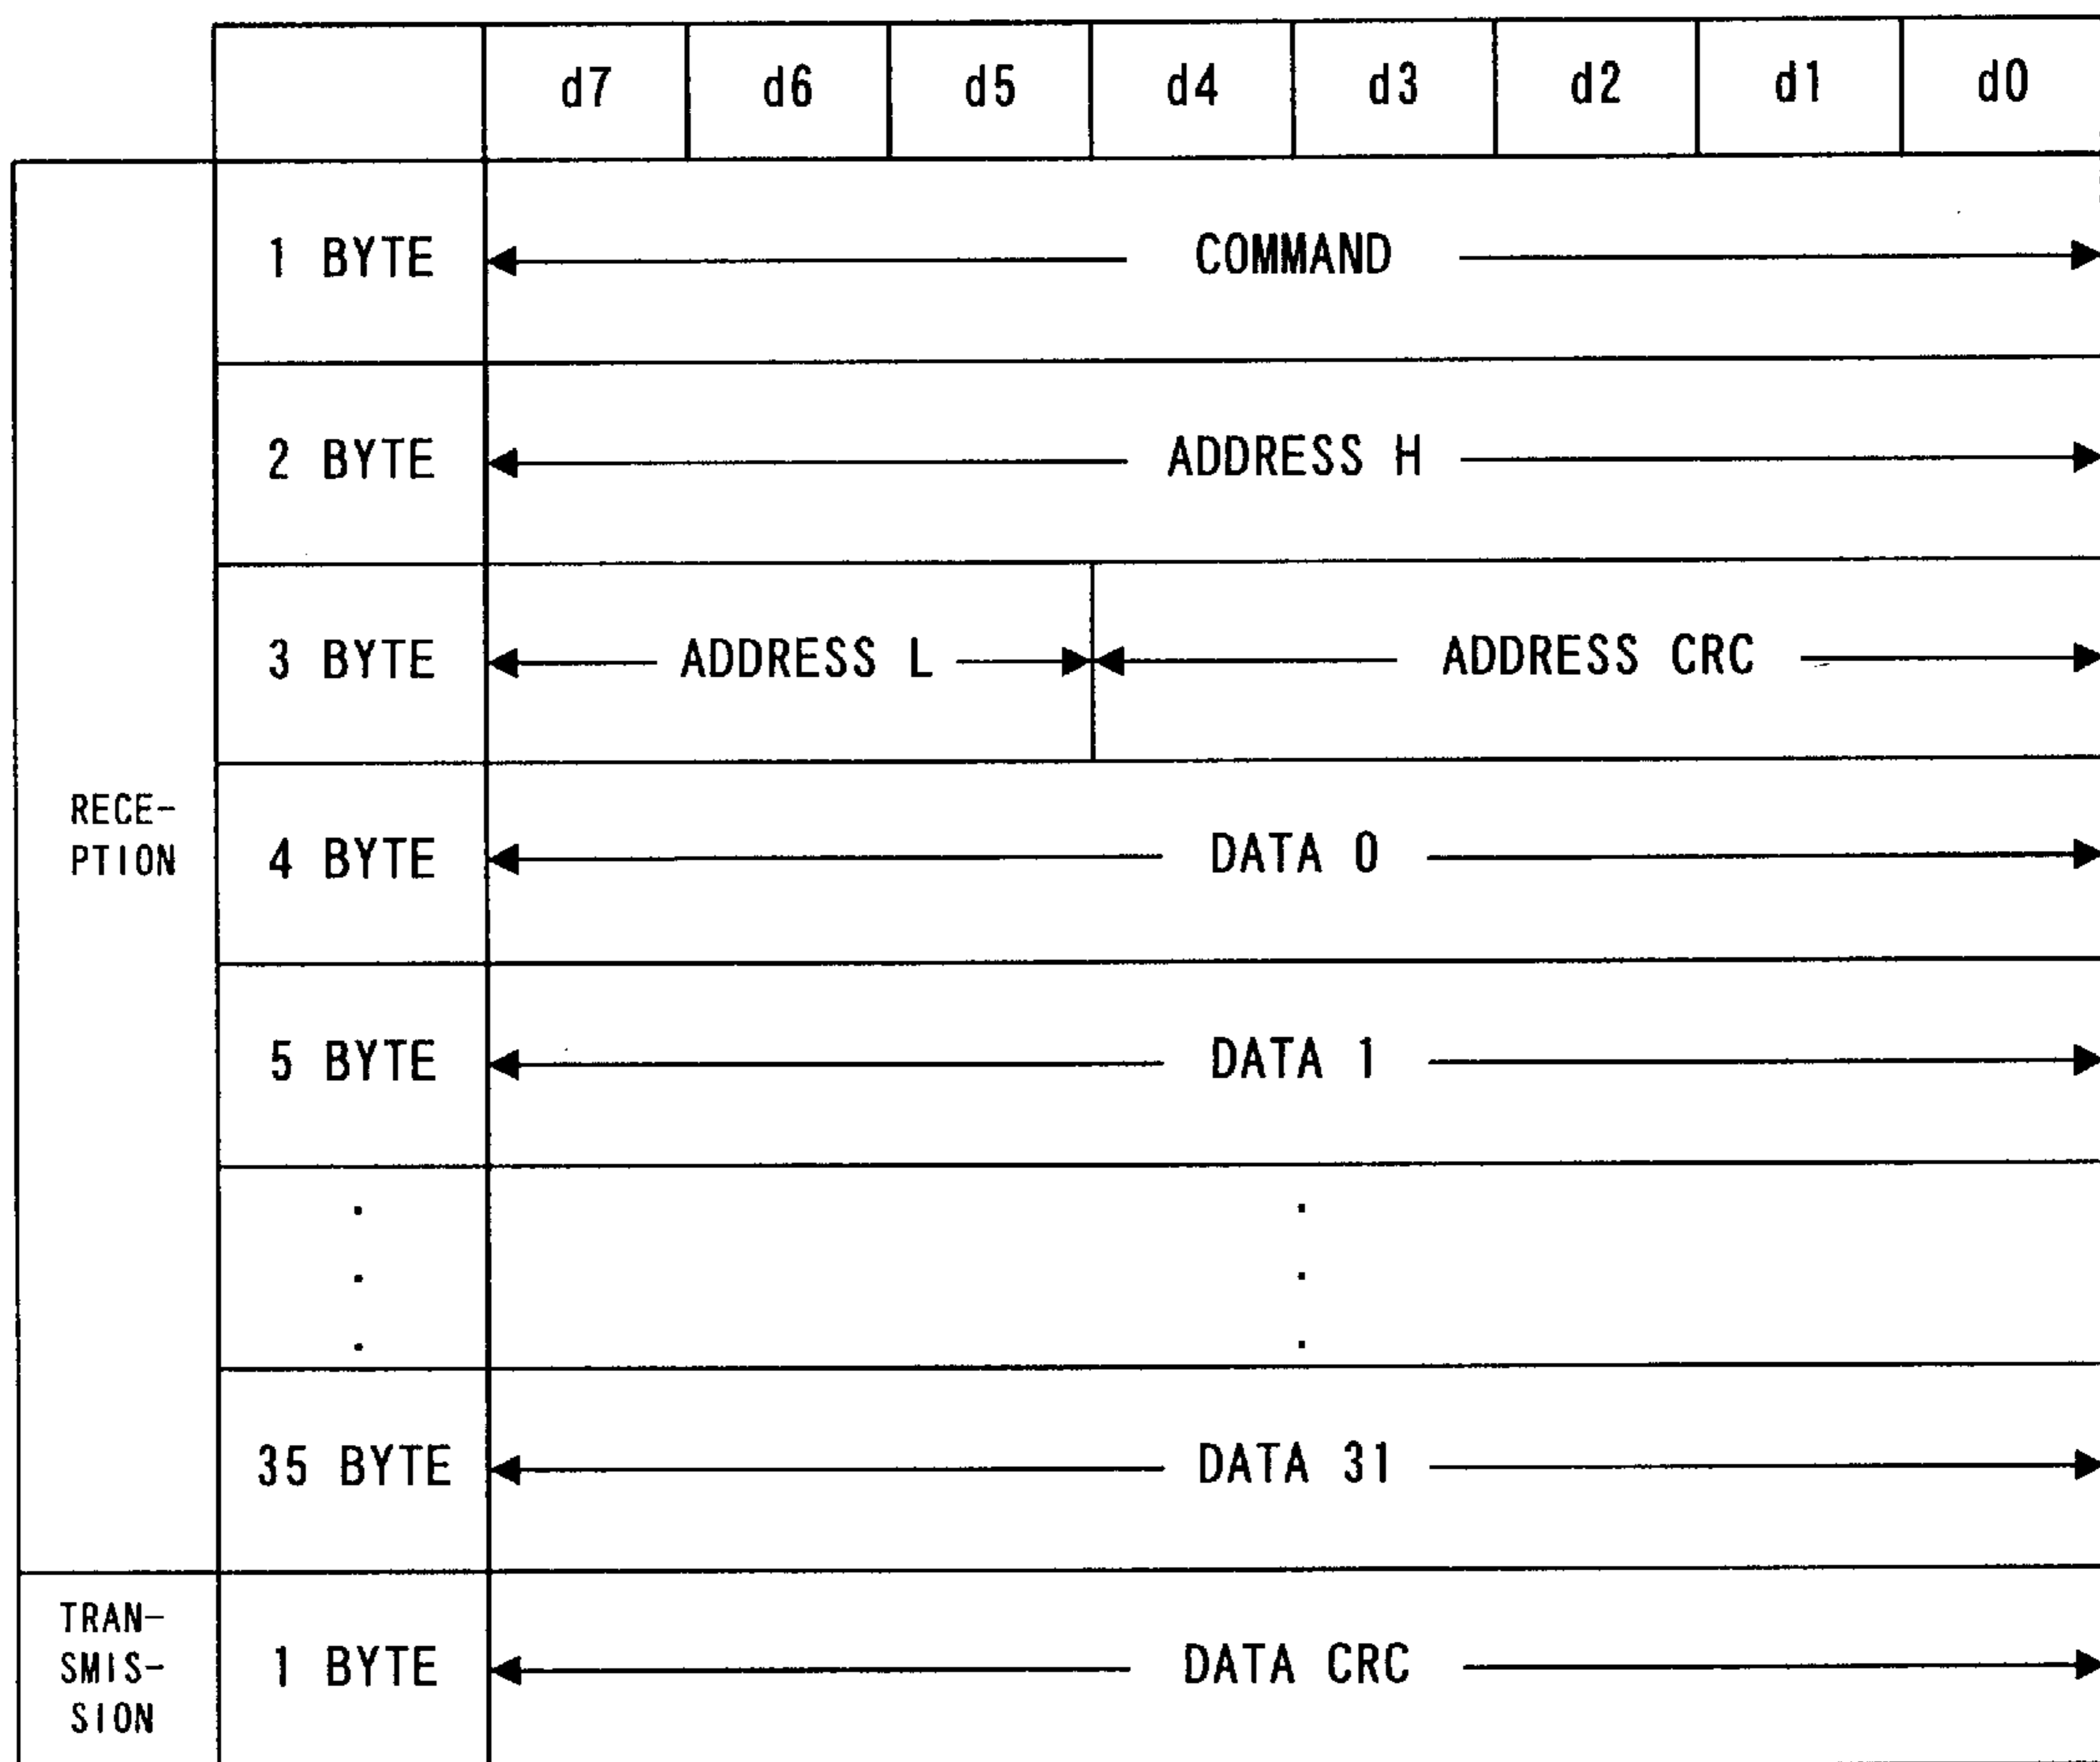 d7 d6 d5 d4 d3 d2 d1 d0
1 BYTE COMMAND
2 BYTE ADDRESS H
3 BYTE ADDRESS L ADDRESS CRC
RECE-
PTION
4 BYTE DATA 0
5 BYTE DATA 1
35 BYTE DATA 31
TRAN-
SMIS-
SION
1 BYTE DATA CRC